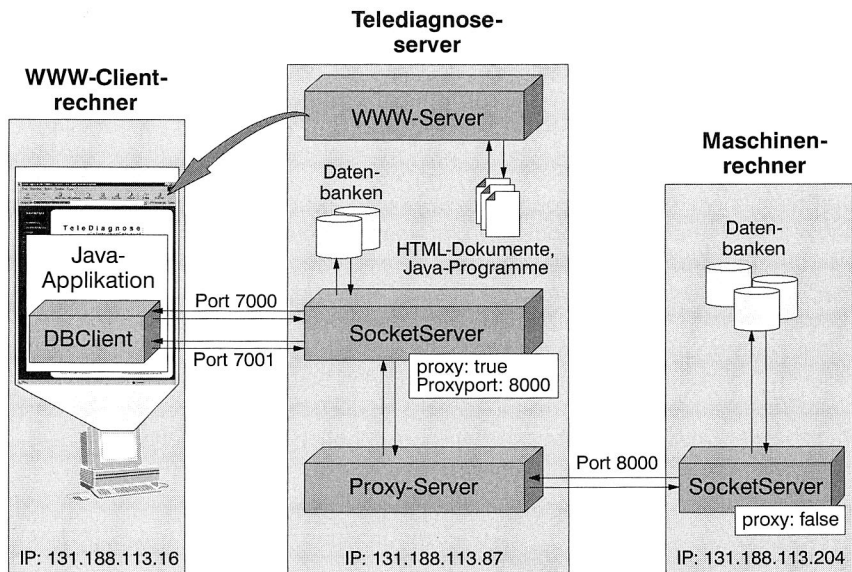 Telediagnose-
server
WWW-Client-
rechner
Maschinen-
rechner
WWW-Server
Daten-
banken
HTML-Dokumente,
Java-Programme
Daten-
banken
TeleDiagnose
Java-
Applikation
DBClient
Port 7000
Port 7001
SocketServer
proxy: true
Proxyport: 8000
Proxy-Server
Port 8000
SocketServer
proxy: false
IP: 131.188.113.16
IP: 131.188.113.87
IP: 131.188.113.204